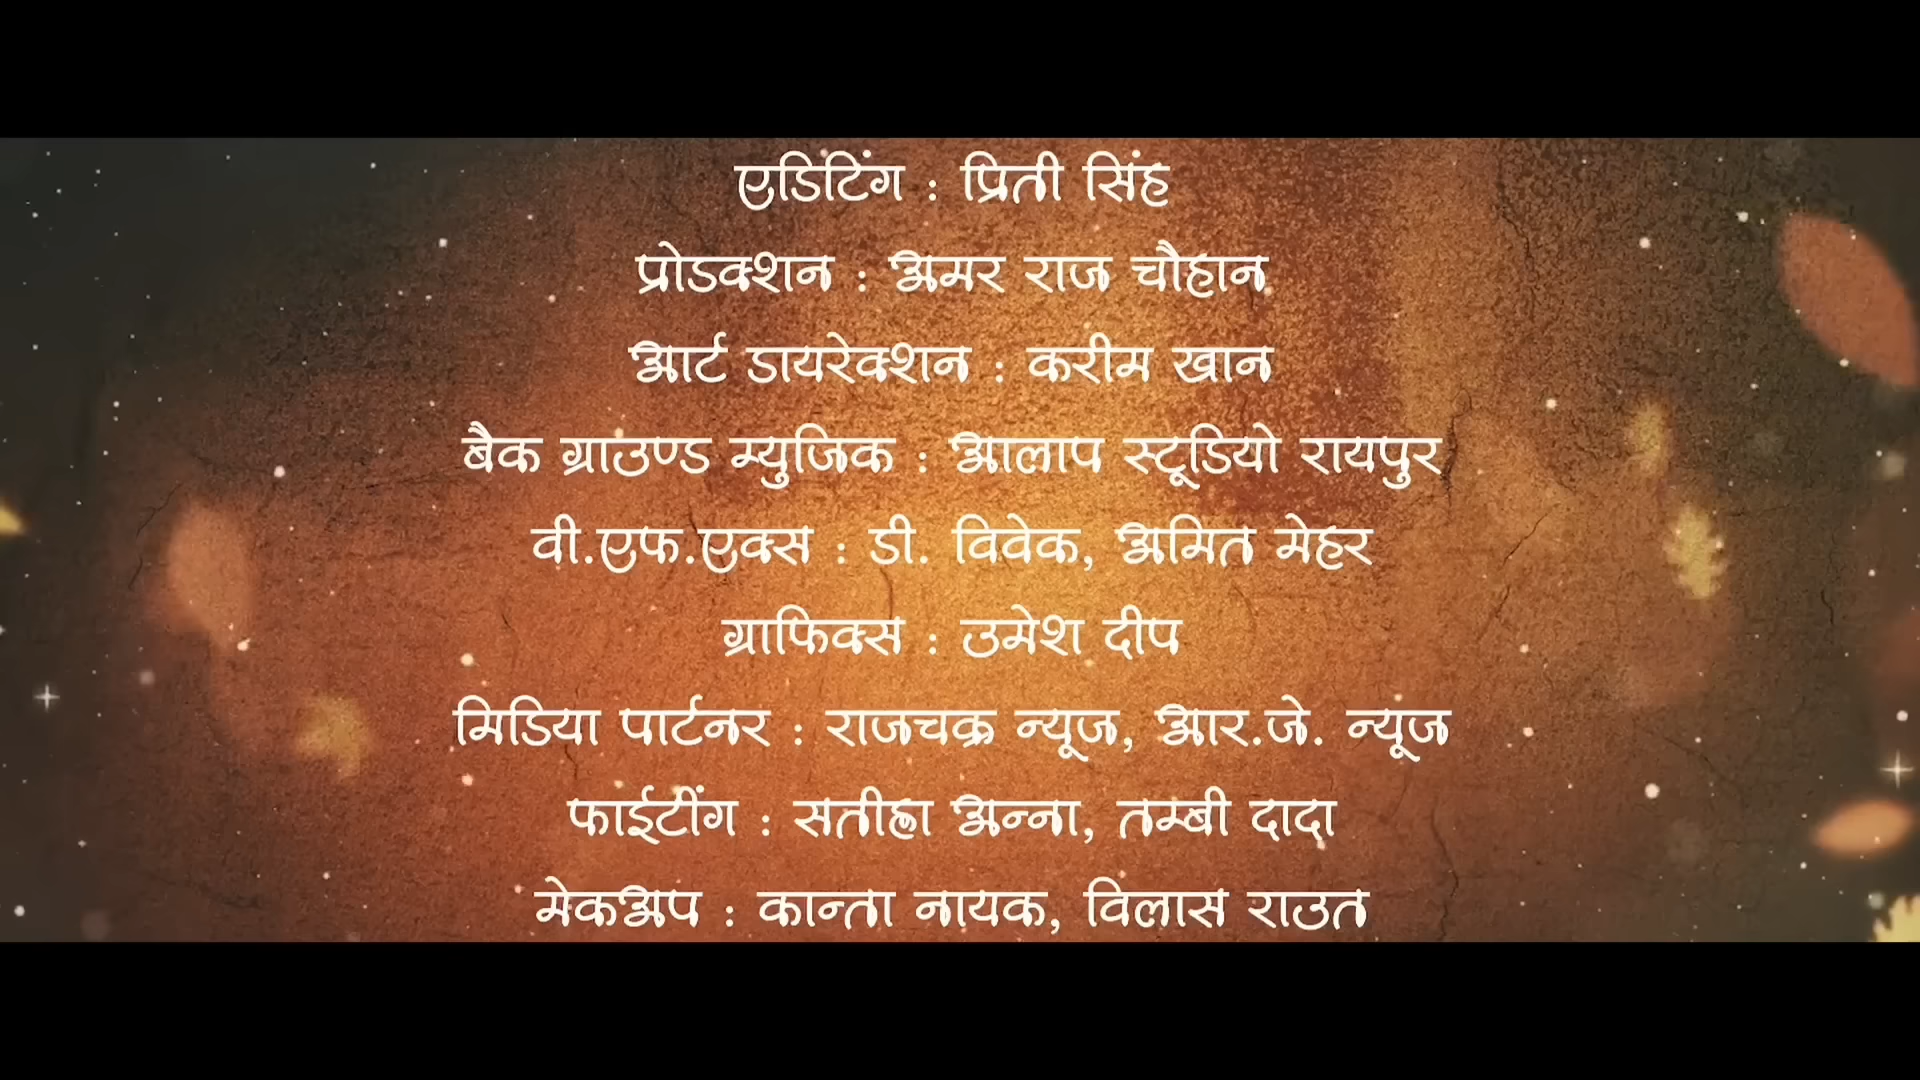 एडिटिंग : प्रिती सिंह
प्रोडक्शन : अमर राज चौहान
आर्ट डायरेक्शन : करीम खान
बैक ग्राउण्ड म्युजिक : आलाप स्टूडियो रायपुर
वी.एफ.एक्स : डी. विवेक, अमित मेहर
ग्राफिक्स : उमेश दीप
मिडिया पार्टनर : राजचक्र न्यूज, आर.जे. न्यूज
फाईटींग : अन्ना, तम्बी दादा
मेकअप : कान्ता नायक, विलास राउत